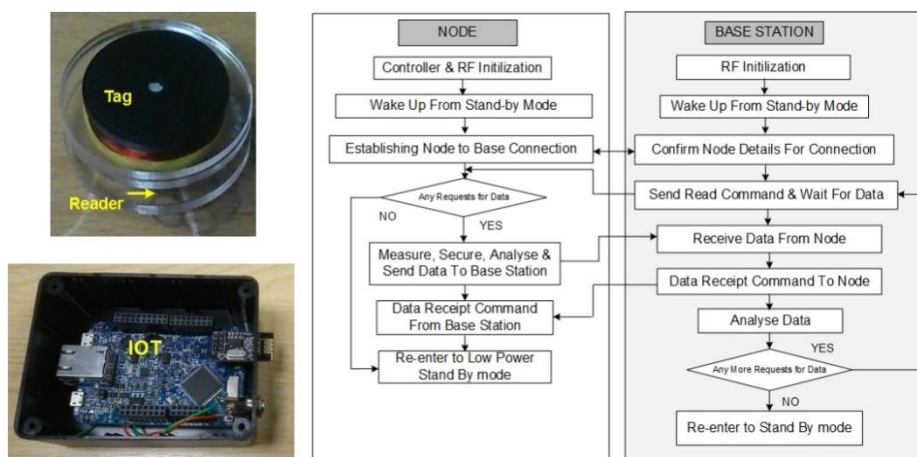 Tag
Reader
IOT
NODE
Controller & RF Initilization
Wake Up From Stand-by Mode
Establishing Node to Base Connection
Any Requests for Data
NO
YES
Measure, Secure, Analyse &
Send Data To Base Station
Data Receipt Command
From Base Station
Re-enter to Low Power
Stand By mode
BASE STATION
RF Initilization
Wake Up From Stand-by Mode
Confirm Node Details For Connection
Send Read Command & Wait For Data
Receive Data From Node
Data Receipt Command To Node
Analyse Data
YES
Any More Requests for Data
NO
Re-enter to Stand By mode